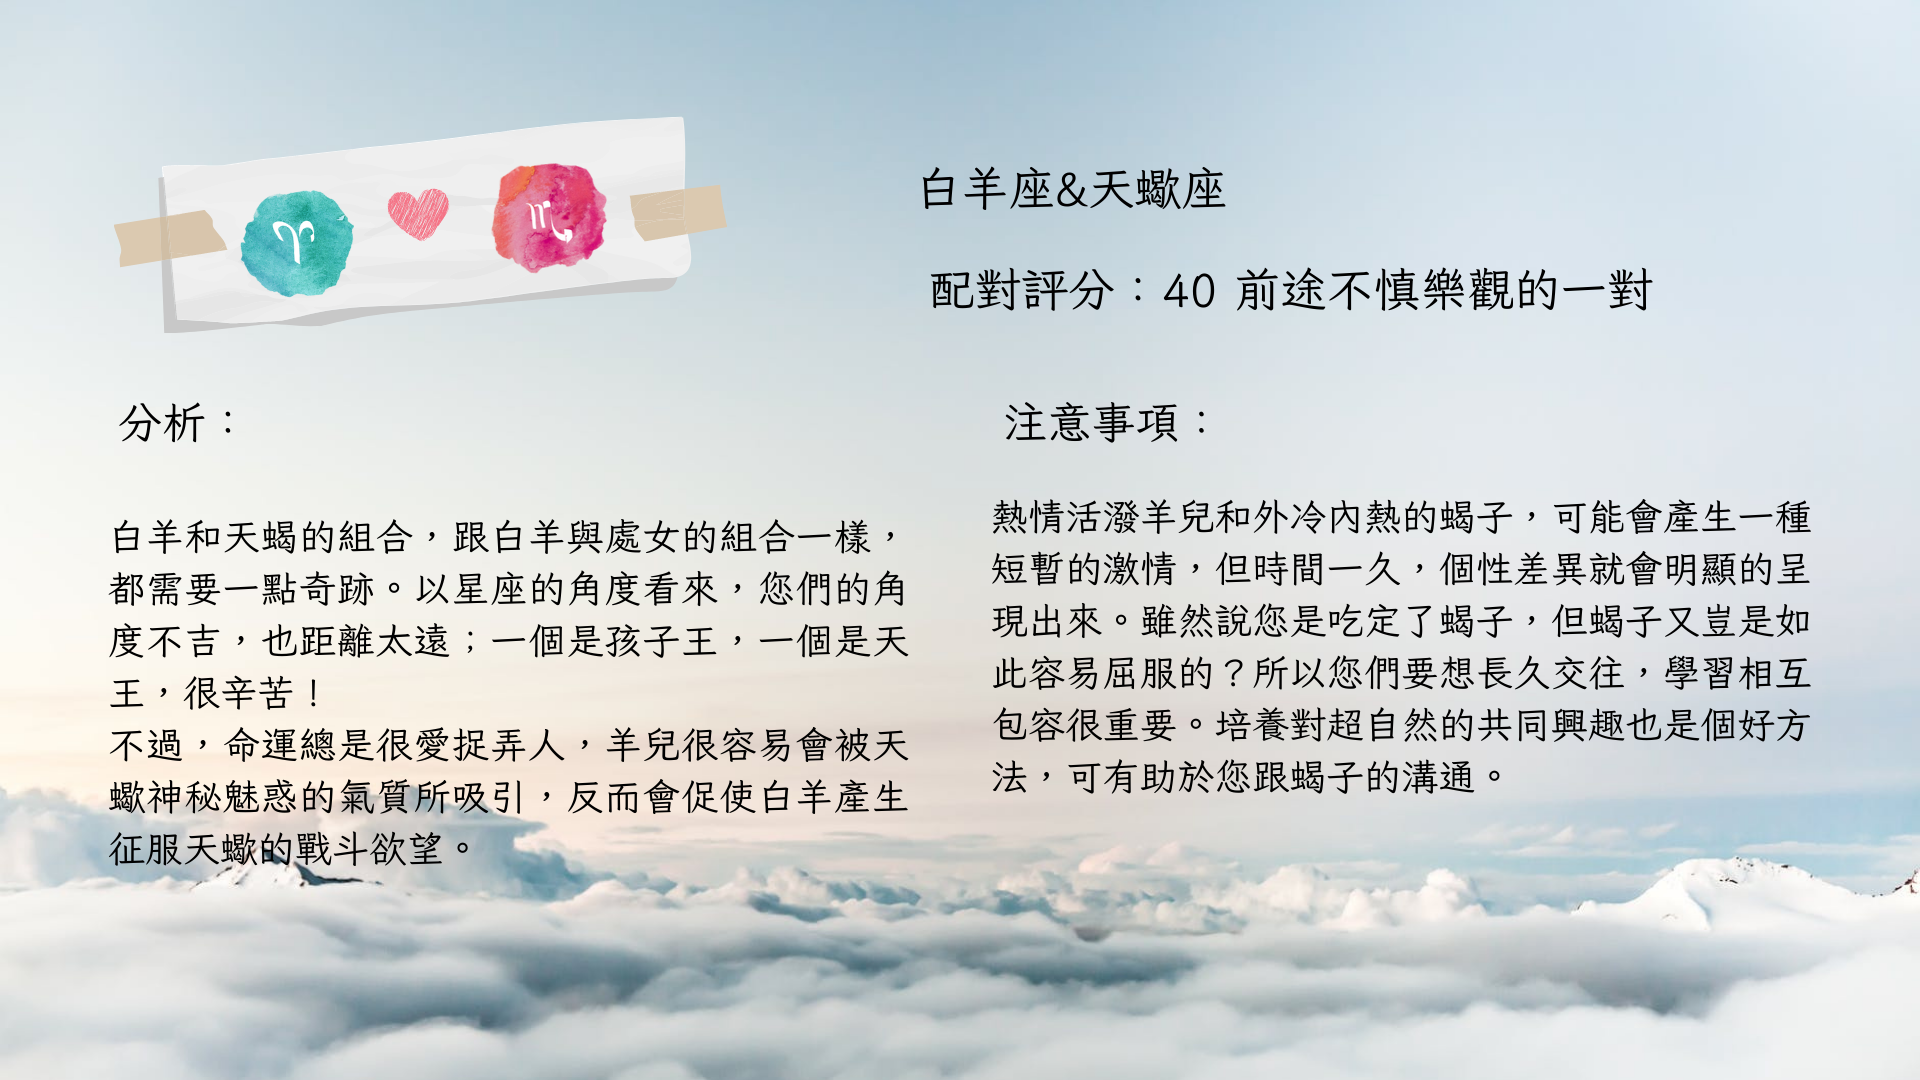 白羊座&天蠍座
配對評分：40 前途不慎樂觀的一對
分析：
白羊和天蝎的組合，跟白羊與處女的組合一樣，
都需要一點奇跡。以星座的角度看來，您們的角
度不吉，也距離太遠；一個是孩子王，一個是天
王，很辛苦！
不過，命運總是很愛捉弄人，羊兒很容易會被天
蠍神秘魅惑的氣質所吸引，反而會促使白羊產生
征服天蠍的戰斗欲望。
注意事項：
熱情活潑羊兒和外冷內熱的蝎子，可能會產生一種
短暫的激情，但時間一久，個性差異就會明顯的呈
現出來。雖然說您是吃定了蝎子，但蝎子又豈是如
此容易屈服的？所以您們要想長久交往，學習相互
包容很重要。培養對超自然的共同興趣也是個好方
法，可有助於您跟蝎子的溝通。